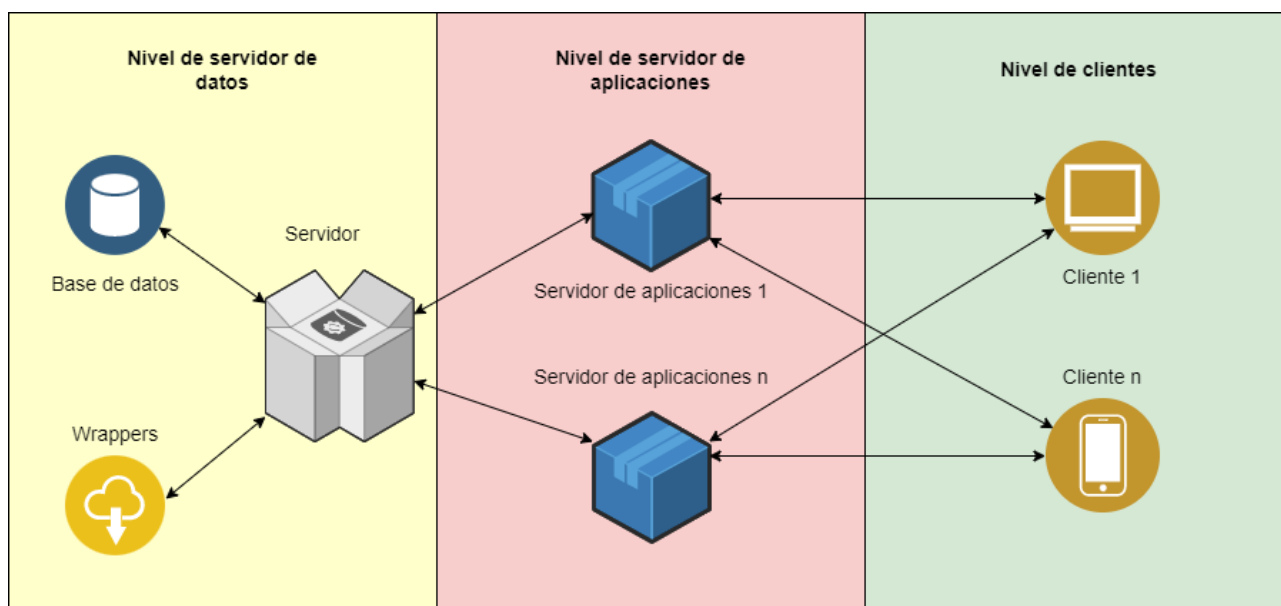 Nivel de servidor de
datos
Nivel de servidor de
aplicaciones
Nivel de clientes
Servidor
Base de datos
Wrappers
Servidor de aplicaciones 1
Servidor de aplicaciones n
Cliente 1
Cliente n